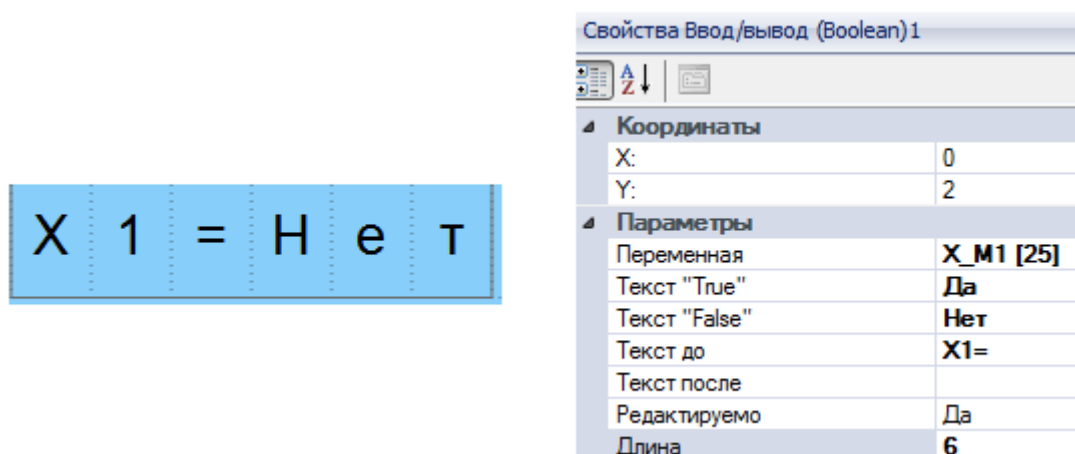 X 1 = Н е т
Свойства Ввод/вывод (Boolean)1
Координаты
X: 0
Y: 2
Параметры
Переменная X_M1 [25]
Текст "True" Да
Текст "False" Нет
Текст до X1=
Текст после
Редактируемо Да
Длина 6